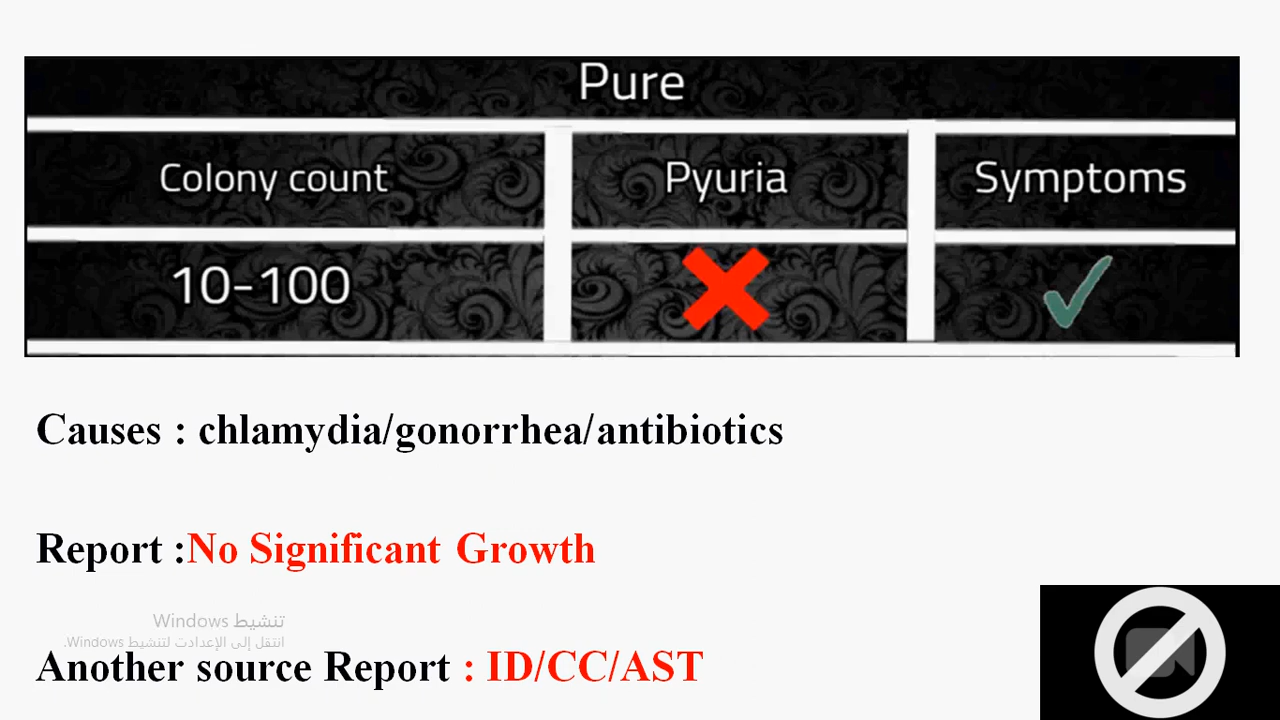 Pure
Colony count Pyuria Symptoms
10-100
Causes : chlamydia/gonorrhea/antibiotics
Report :No Significant Growth
تنشيط Windows
انتقل إلى الإعدادت لتنشيط Windows.
Another source Report : ID/CC/AST